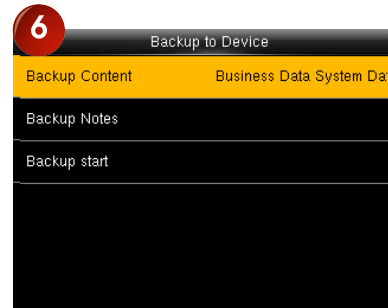 6
Backup to Device
Backup Content Business Data System Da
Backup Notes
Backup start